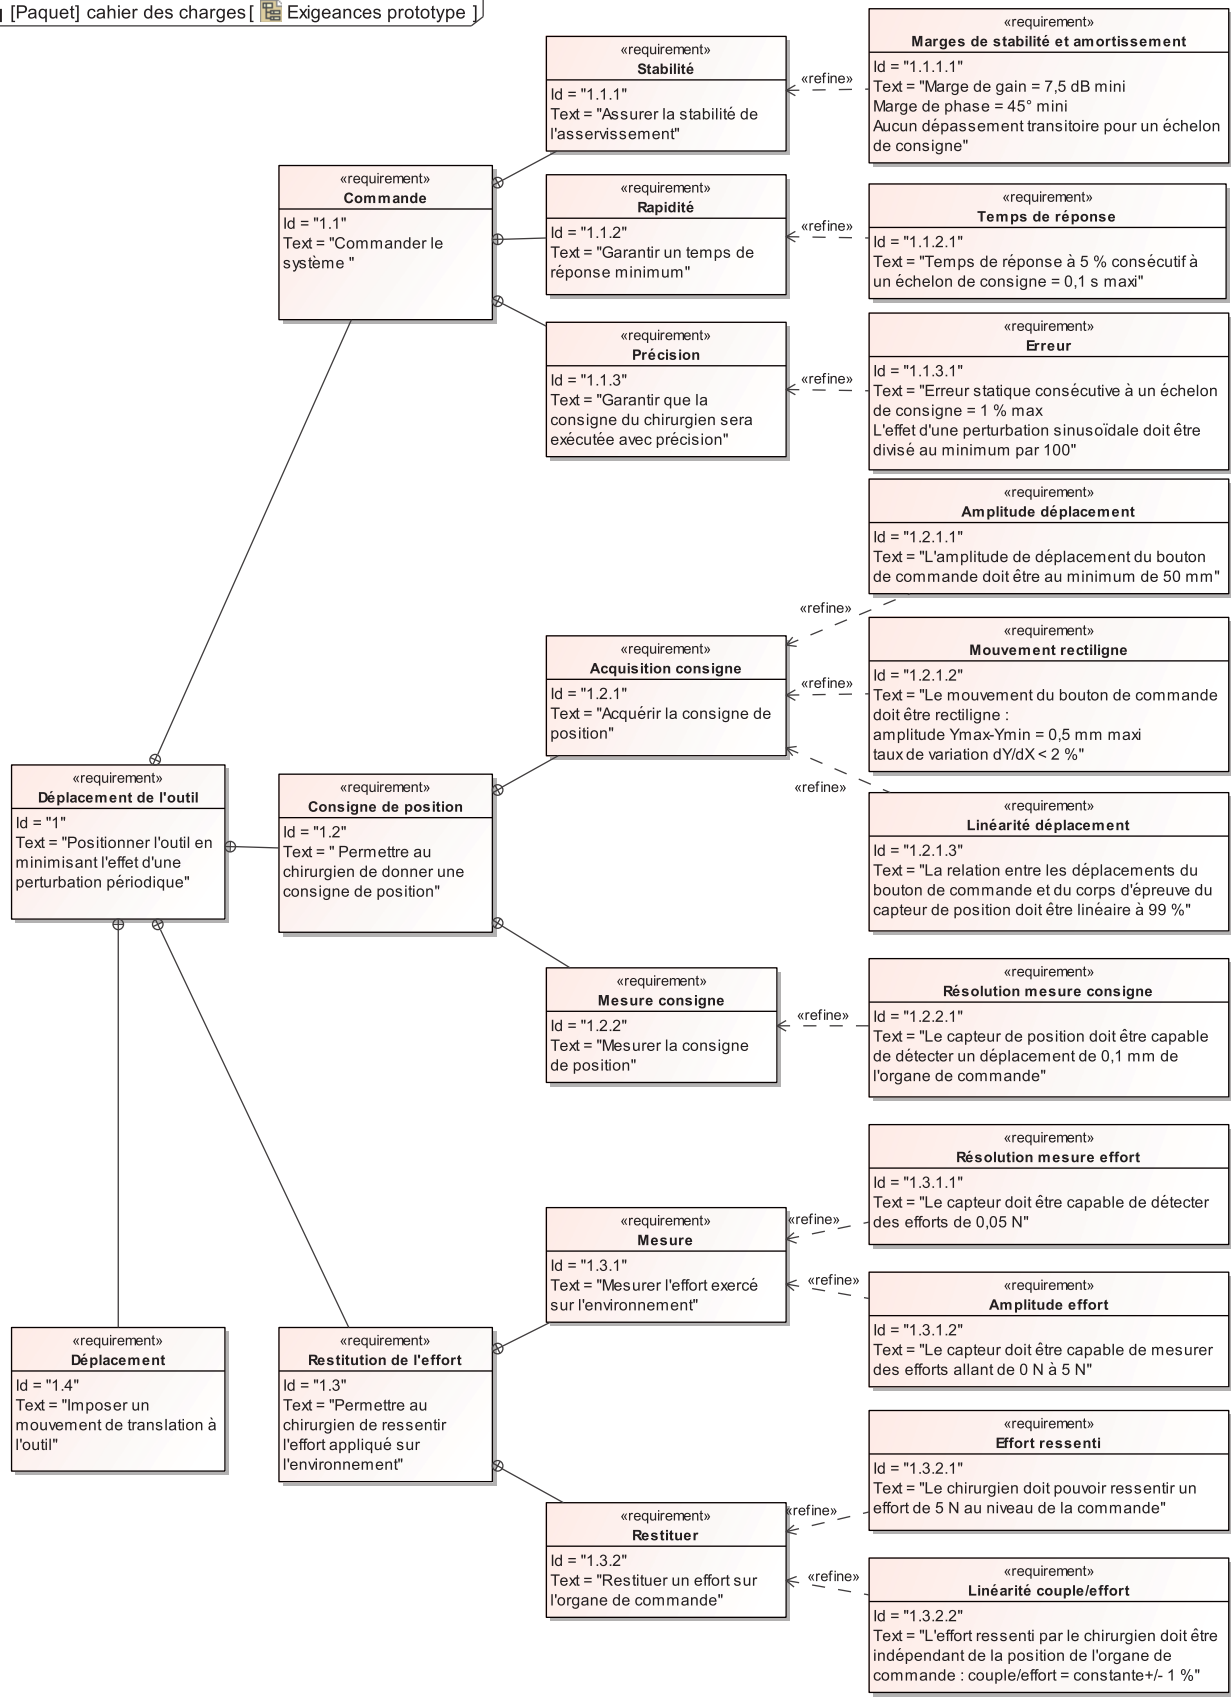 [Paquet] cahier des charges [ Exigeances prototype ]
«requirement»
Stabilité
Id = "1.1.1"
Text = "Assurer la stabilité de
l'asservissement"
«refine»
«requirement»
Marges de stabilité et amortissement
Id = "1.1.1.1"
Text = "Marge de gain = 7,5 dB mini
Marge de phase = 45° mini
Aucun dépassement transitoire pour un échelon
de consigne"
«requirement»
Commande
Id = "1.1"
Text = "Commander le
système "
«requirement»
Rapidité
Id = "1.1.2"
Text = "Garantir un temps de
réponse minimum"
«refine»
«requirement»
Temps de réponse
Id = "1.1.2.1"
Text = "Temps de réponse à 5 % consécutif à
un échelon de consigne = 0,1 s maxi"
«requirement»
Précision
Id = "1.1.3"
Text = "Garantir que la
consigne du chirurgien sera
exécutée avec précision"
«refine»
«requirement»
Erreur
Id = "1.1.3.1"
Text = "Erreur statique consécutive à un échelon
de consigne = 1 % max
L'effet d'une perturbation sinusoïdale doit être
divisé au minimum par 100"
«requirement»
Amplitude déplacement
Id = "1.2.1.1"
Text = "L'amplitude de déplacement du bouton
de commande doit être au minimum de 50 mm"
«refine»
«requirement»
Acquisition consigne
Id = "1.2.1"
Text = "Acquérir la consigne de
position"
«refine»
«requirement»
Mouvement rectiligne
Id = "1.2.1.2"
Text = "Le mouvement du bouton de commande
doit être rectiligne :
amplitude Ymax-Ymin = 0,5 mm maxi
taux de variation dY/dX < 2 %"
«refine»
«requirement»
Déplacement de l'outil
Id = "1"
Text = "Positionner l'outil en
minimisant l'effet d'une
perturbation périodique"
«requirement»
Consigne de position
Id = "1.2"
Text = " Permettre au
chirurgien de donner une
consigne de position"
«requirement»
Linéarité déplacement
Id = "1.2.1.3"
Text = "La relation entre les déplacements du
bouton de commande et du corps d'épreuve du
capteur de position doit être linéaire à 99 %"
«requirement»
Mesure consigne
Id = "1.2.2"
Text = "Mesurer la consigne
de position"
«refine»
«requirement»
Résolution mesure consigne
Id = "1.2.2.1"
Text = "Le capteur de position doit être capable
de détecter un déplacement de 0,1 mm de
l'organe de commande"
«requirement»
Résolution mesure effort
Id = "1.3.1.1"
Text = "Le capteur doit être capable de détecter
des efforts de 0,05 N"
«refine»
«requirement»
Mesure
Id = "1.3.1"
Text = "Mesurer l'effort exercé
sur l'environnement"
«refine»
«requirement»
Amplitude effort
Id = "1.3.1.2"
Text = "Le capteur doit être capable de mesurer
des efforts allant de 0 N à 5 N"
«requirement»
Déplacement
Id = "1.4"
Text = "Imposer un
mouvement de translation à
l'outil"
«requirement»
Restitution de l'effort
Id = "1.3"
Text = "Permettre au
chirurgien de ressentir
l'effort appliqué sur
l'environnement"
«requirement»
Effort ressenti
Id = "1.3.2.1"
Text = "Le chirurgien doit pouvoir ressentir un
effort de 5 N au niveau de la commande"
«refine»
«requirement»
Restituer
Id = "1.3.2"
Text = "Restituer un effort sur
l'organe de commande"
«refine»
«requirement»
Linéarité couple/effort
Id = "1.3.2.2"
Text = "L'effort ressenti par le chirurgien doit être
indépendant de la position de l'organe de
commande : couple/effort = constante+/- 1 %"